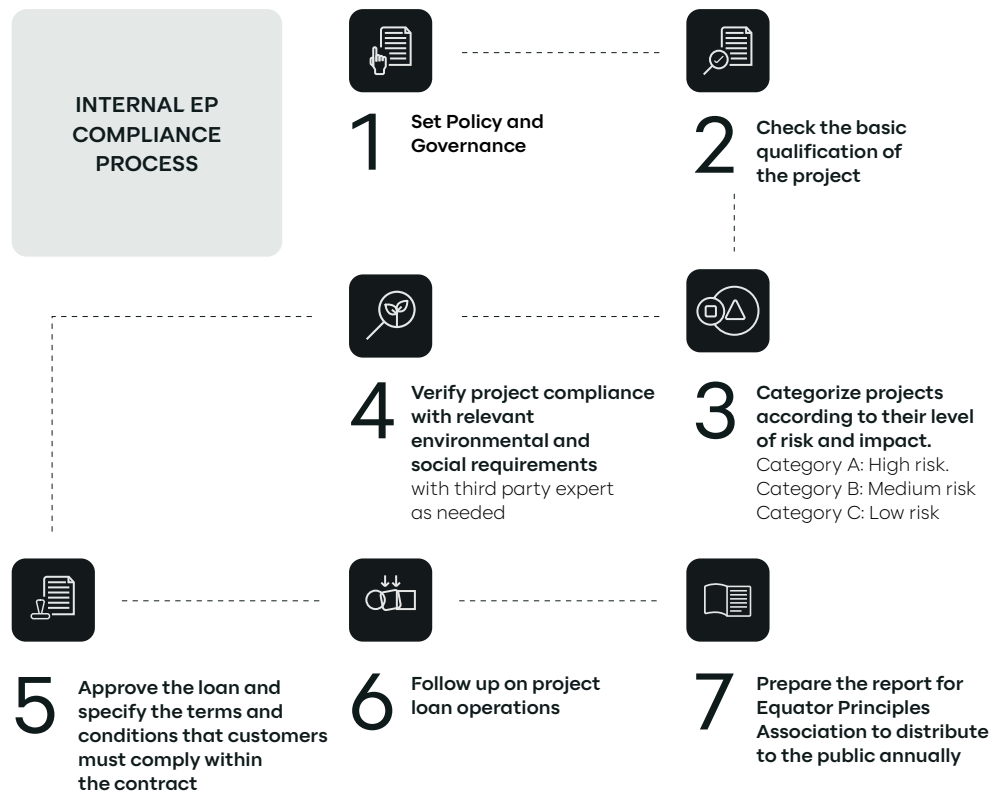 INTERNAL EP
COMPLIANCE
PROCESS
1
Set Policy and
Governance
2
Check the basic
qualification of
the project
3
Categorize projects
according to their level
of risk and impact.
Category A: High risk.
Category B: Medium risk
Category C: Low risk
4
Verify project compliance
with relevant
environmental and
social requirements
with third party expert
as needed
5
Approve the loan and
specify the terms and
conditions that customers
must comply within
the contract
6
Follow up on project
loan operations
7
Prepare the report for
Equator Principles
Association to distribute
to the public annually